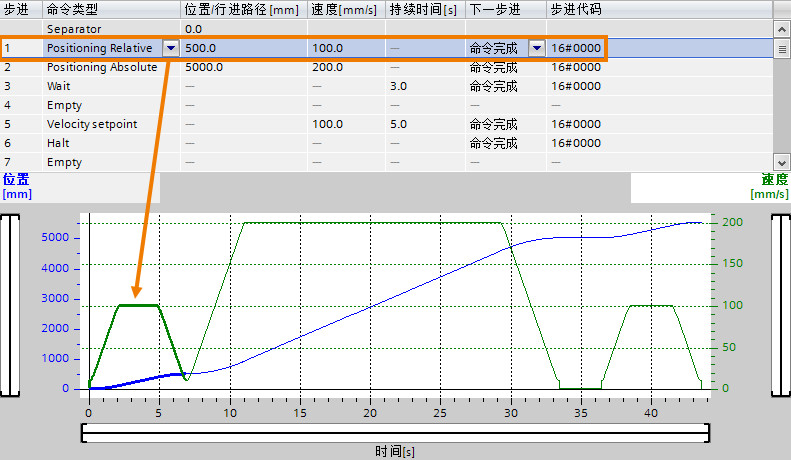 步进 命令类型 位置/行进路径 [mm] 速度[mm/s] 持续时间[s] 下一步进 步进代码
Separator 0.0
1 Positioning Relative 500.0 100.0 — 命令完成 16#0000
2 Positioning Absolute 5000.0 200.0 — 命令完成 16#0000
3 Wait — — 3.0 命令完成 16#0000
4 Empty — — — — —
5 Velocity setpoint — 100.0 5.0 命令完成 16#0000
6 Halt — — — 命令完成 16#0000
7 Empty — — — — —
位置 速度
[mm] [mm/s]
5000 200
4000 150
3000 100
2000
1000 50
0 0
0 5 10 15 20 25 30 35 40
时间[s]